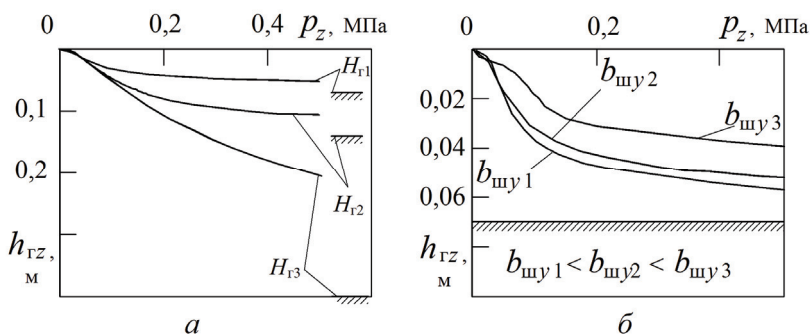 0 0,2 0,4 p_z, МПа
0,1
0,2
h_гz, м
H_г1
H_г2
H_г3
а
0 0,2 p_z, МПа
0,02
0,04
0,06
h_гz, м
b_шу2
b_шу3
b_шу1
b_шу1 < b_шу2 < b_шу3
б